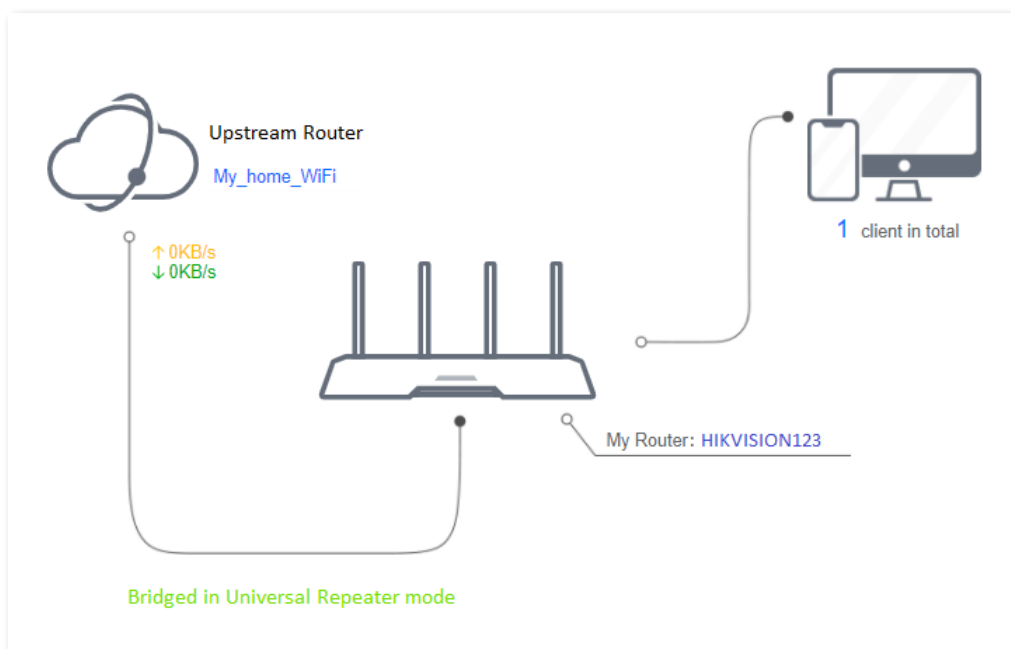 Upstream Router
My_home_WiFi
↑ 0KB/s
↓ 0KB/s
1 client in total
My Router: HIKVISION123
Bridged in Universal Repeater mode